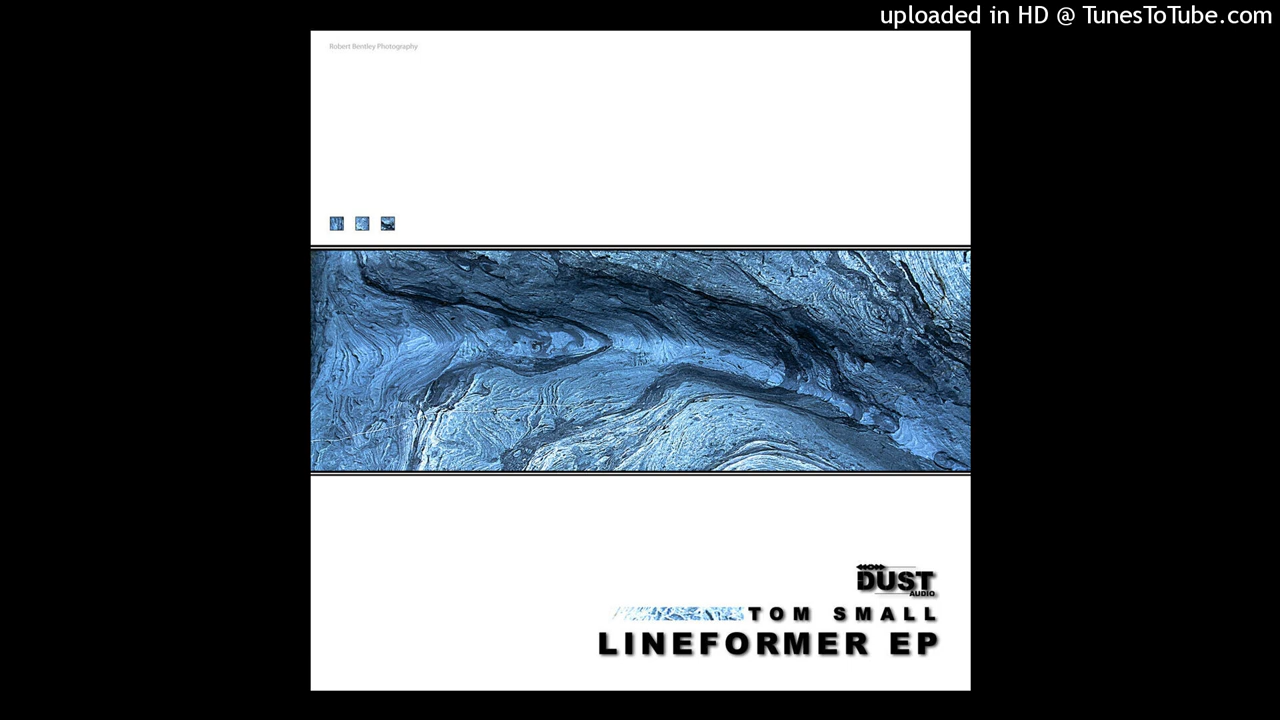 uploaded in HD @ TunesToTube.com
Robert Bentley Photography
DUST
AUDIO
TOM SMALL
LINEFORMER EP